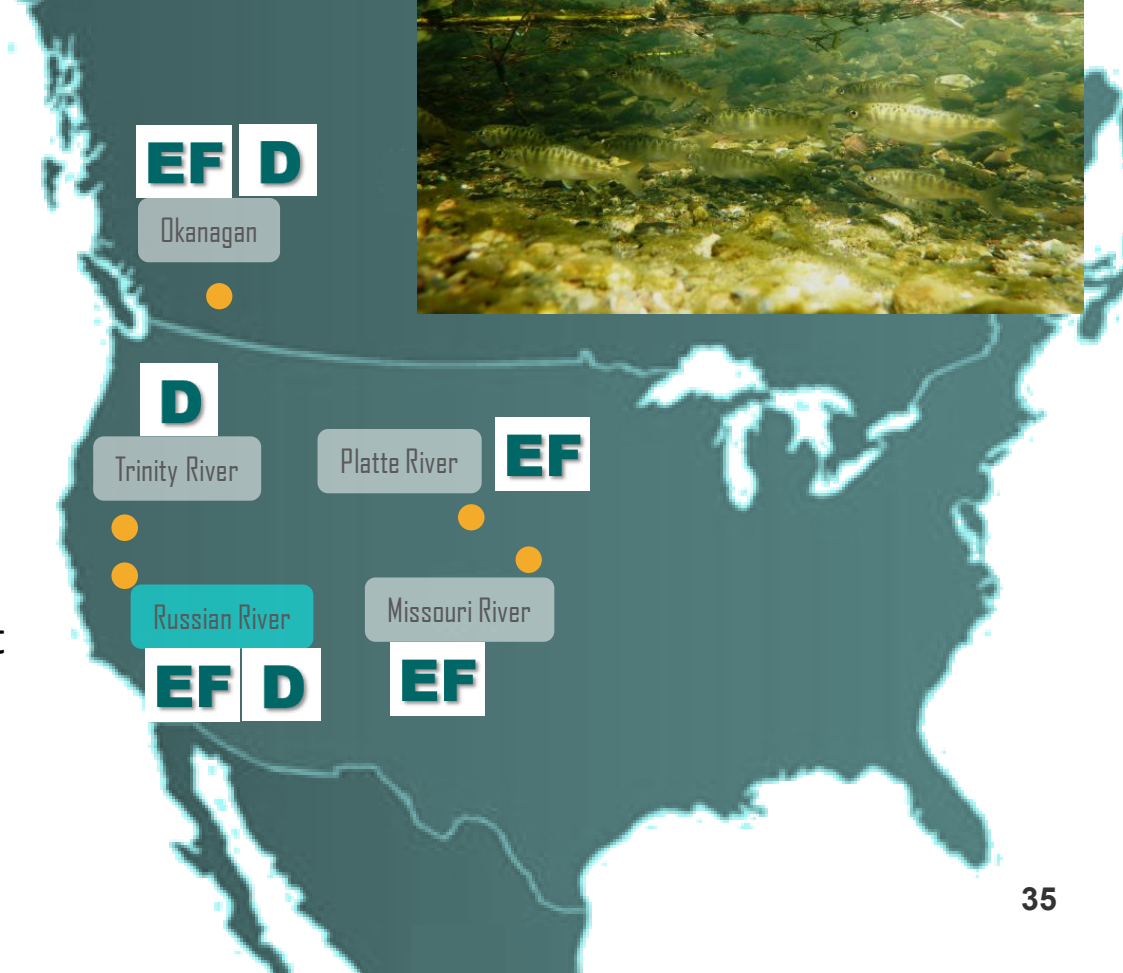 EF D
Okanagan
D
Trinity River
Platte River
EF
Russian River
EF D
Missouri River
EF
t
35